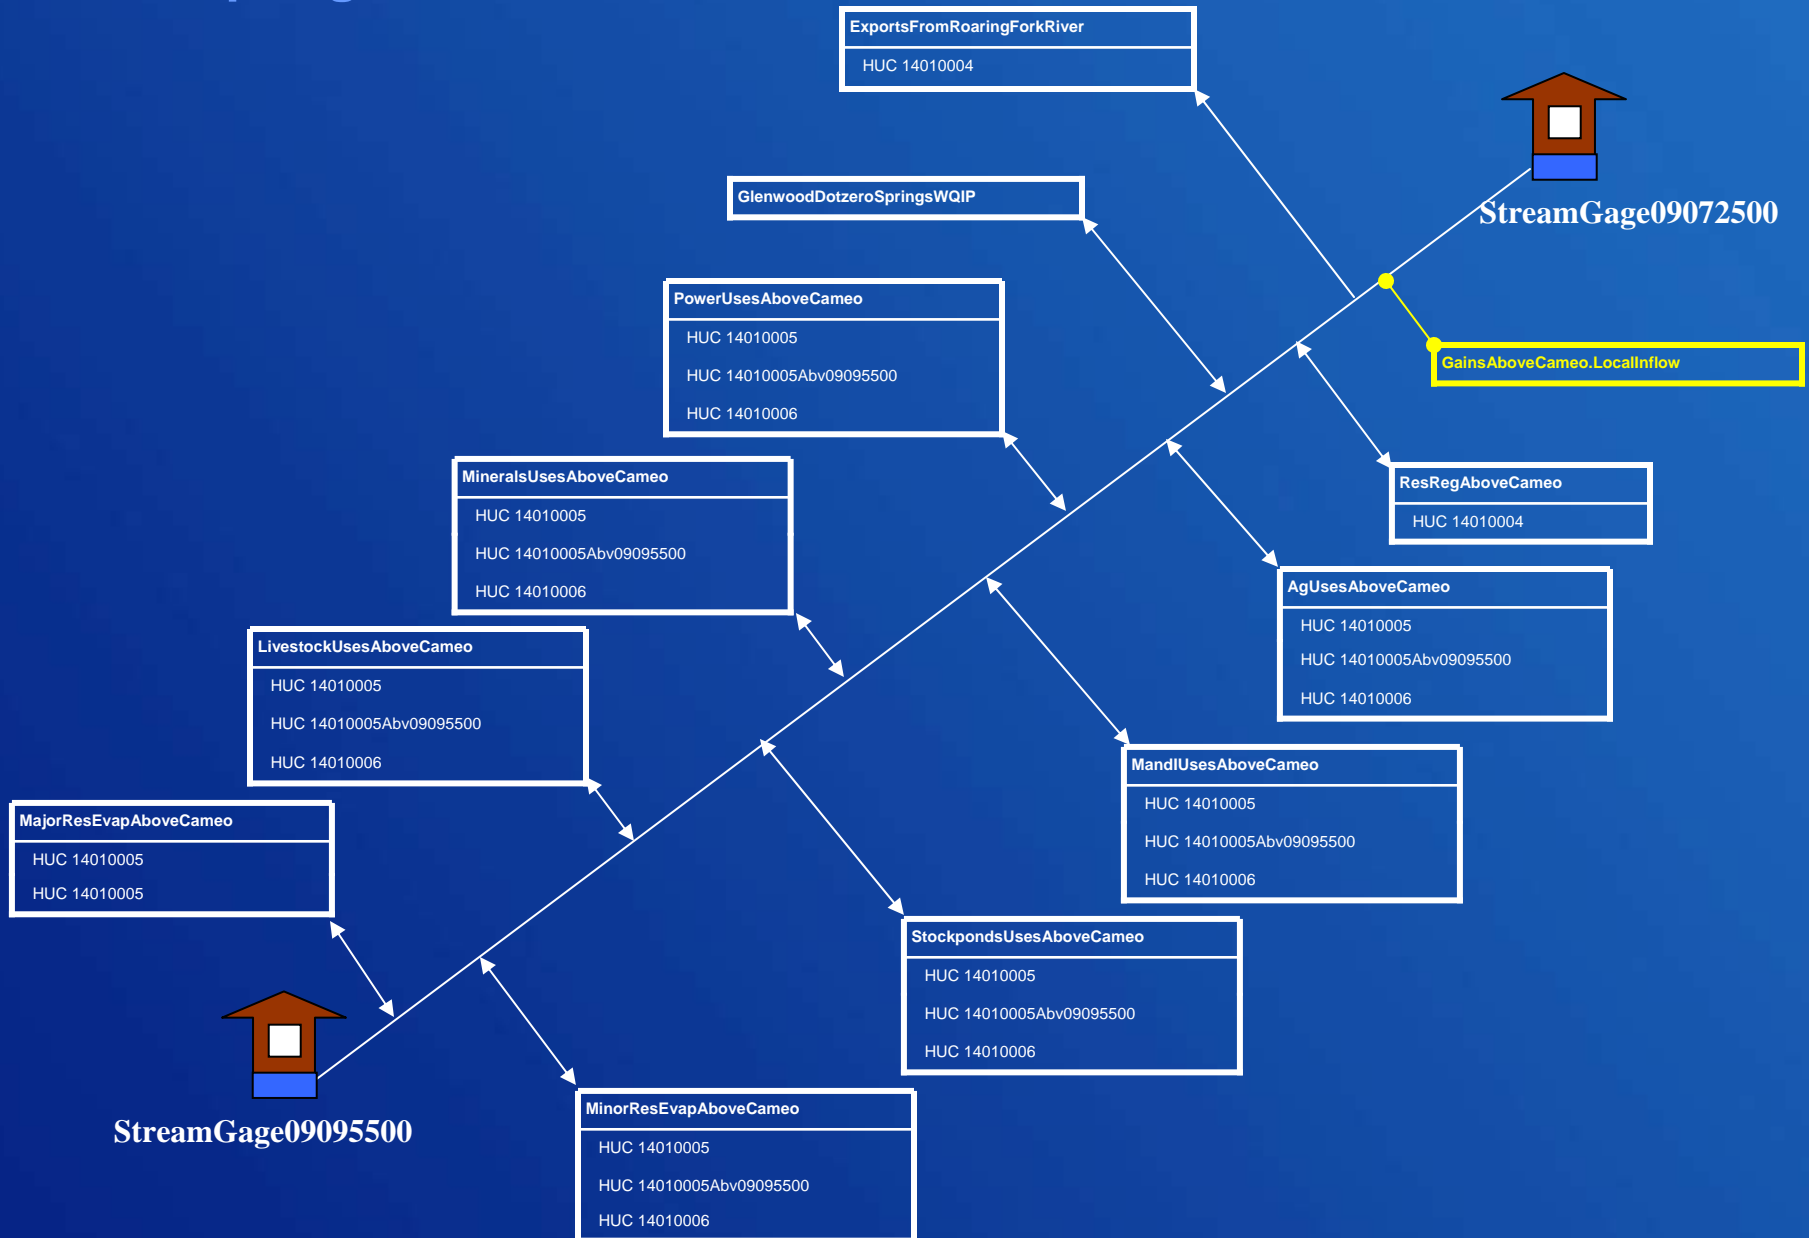 ExportsFromRoaringForkRiver
HUC 14010004
StreamGage09072500
GlenwoodDotzeroSpringsWQIP
PowerUsesAboveCameo
HUC 14010005
HUC 14010005Abv09095500
HUC 14010006
GainsAboveCameo.LocalInflow
MineralsUsesAboveCameo
HUC 14010005
HUC 14010005Abv09095500
HUC 14010006
ResRegAboveCameo
HUC 14010004
AgUsesAboveCameo
HUC 14010005
HUC 14010005Abv09095500
HUC 14010006
LivestockUsesAboveCameo
HUC 14010005
HUC 14010005Abv09095500
HUC 14010006
MandIUsesAboveCameo
HUC 14010005
HUC 14010005Abv09095500
HUC 14010006
MajorResEvapAboveCameo
HUC 14010005
HUC 14010005
StockpondsUsesAboveCameo
HUC 14010005
HUC 14010005Abv09095500
HUC 14010006
StreamGage09095500
MinorResEvapAboveCameo
HUC 14010005
HUC 14010005Abv09095500
HUC 14010006